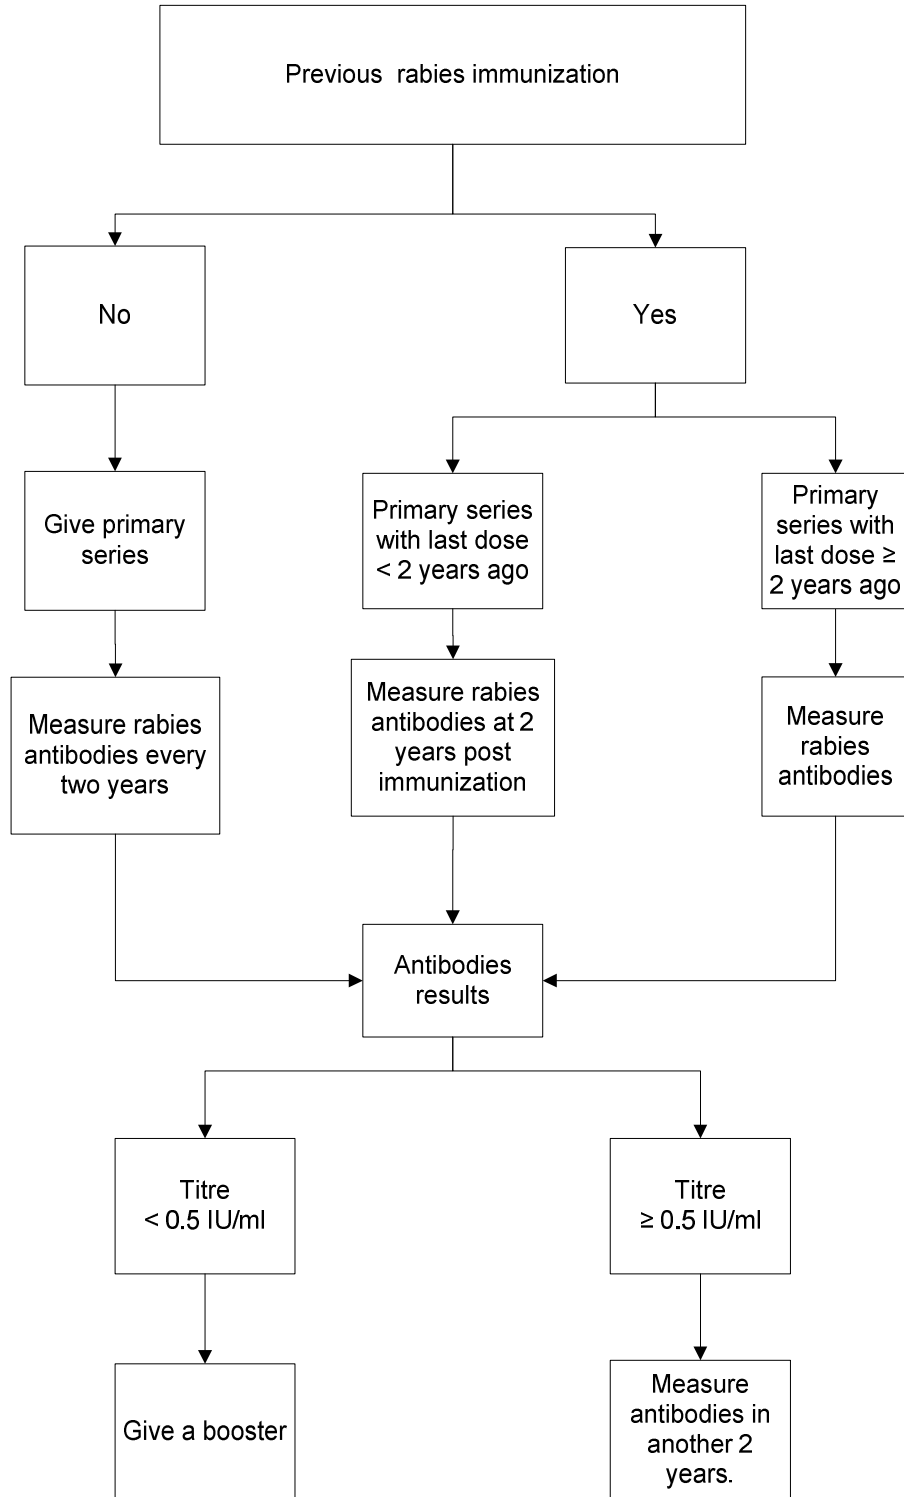 Previous rabies immunization
No
Yes
Give primary
series
Primary series
with last dose
< 2 years ago
Primary
series with
last dose ≥
2 years ago
Measure rabies
antibodies every
two years
Measure rabies
antibodies at 2
years post
immunization
Measure
rabies
antibodies
Antibodies
results
Titre
< 0.5 IU/ml
Titre
≥ 0.5 IU/ml
Give a booster
Measure
antibodies in
another 2
years.